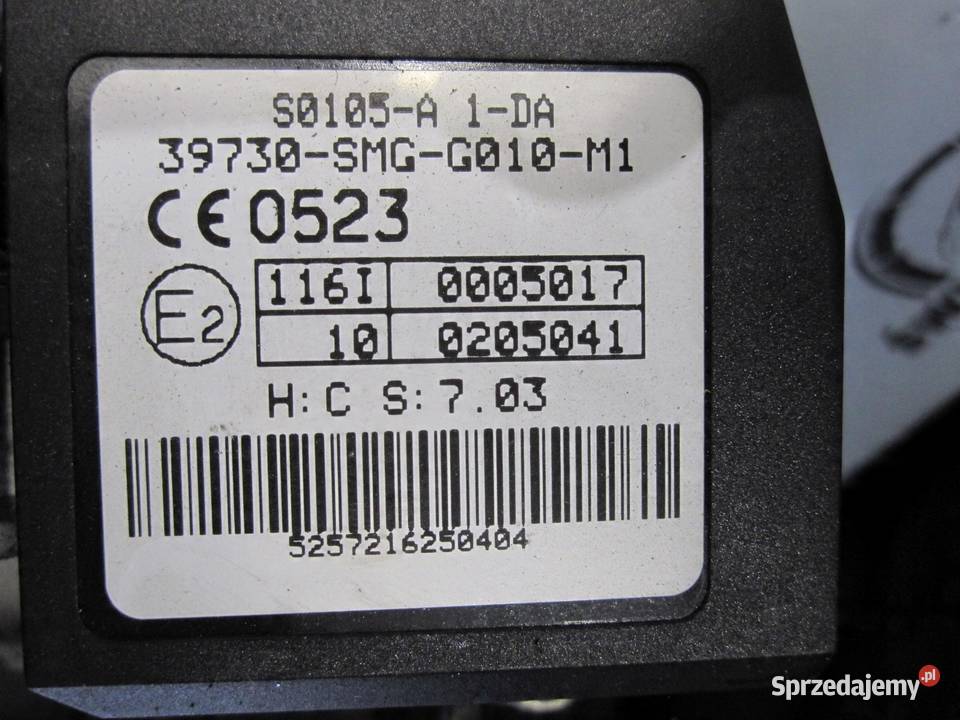 S0105-A 1-DA
39730-SMG-G010-M1
CE 0523
E2
116I 0005017
10 0205041
H:C S:7.03
5257216250404
Sprzedajemy.pl